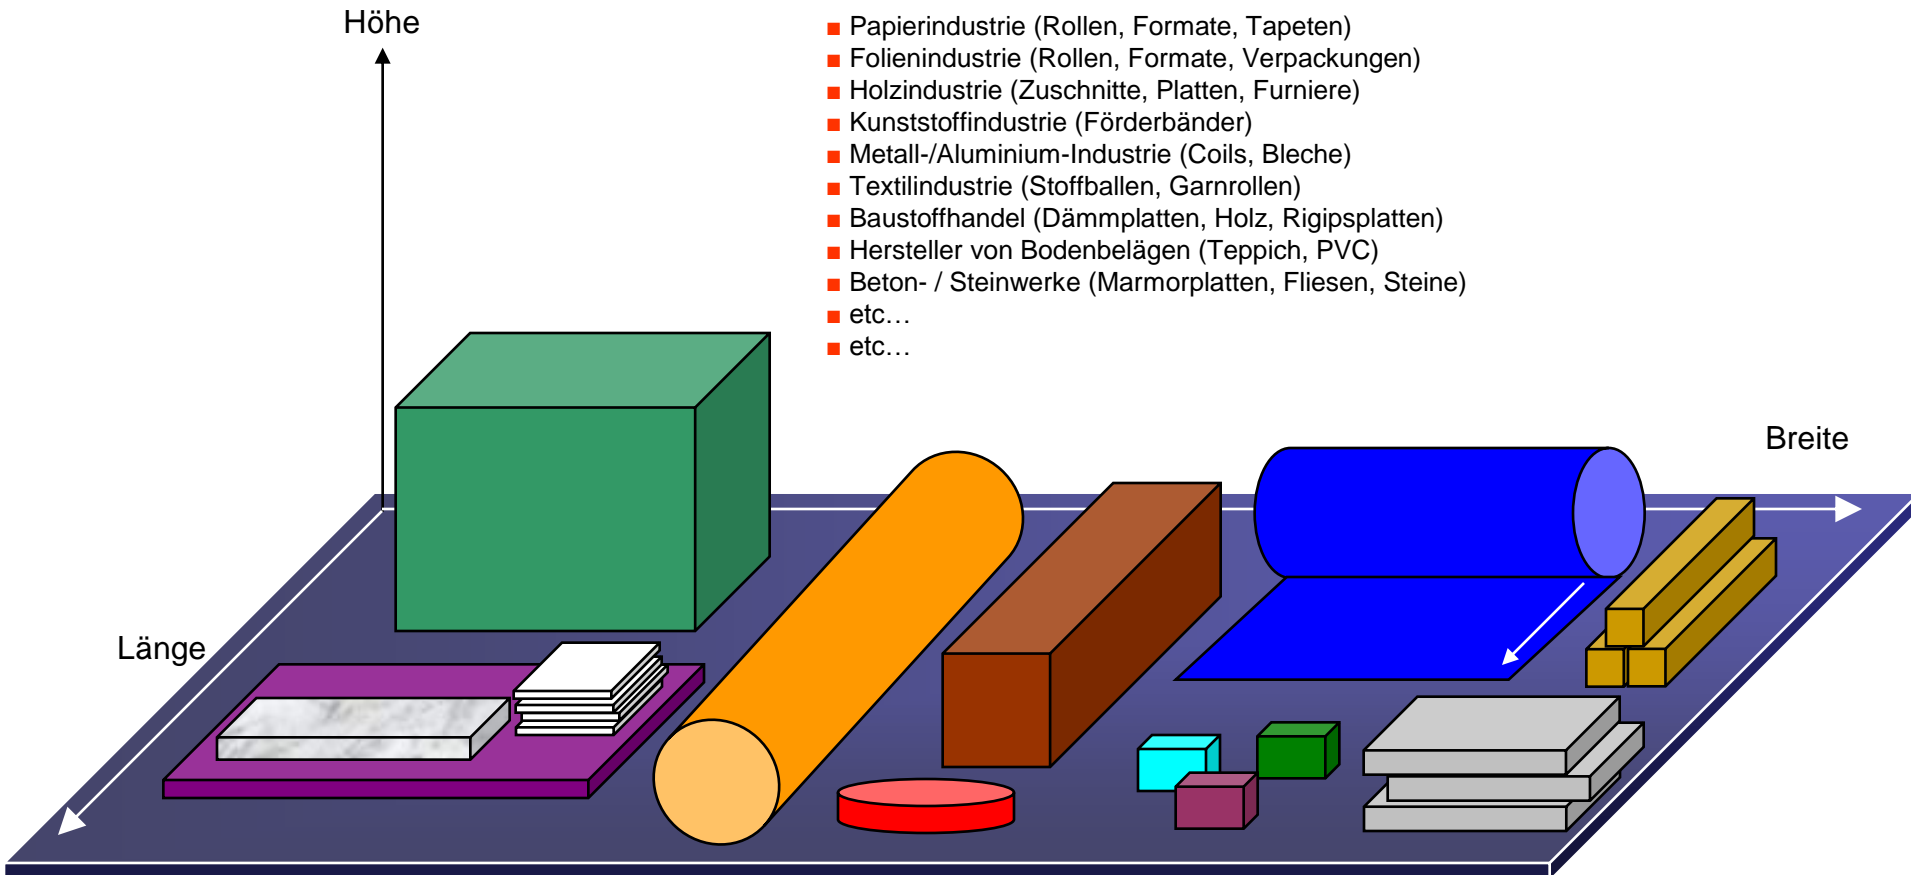 Höhe
■ Papierindustrie (Rollen, Formate, Tapeten)
■ Folienindustrie (Rollen, Formate, Verpackungen)
■ Holzindustrie (Zuschnitte, Platten, Furniere)
■ Kunststoffindustrie (Förderbänder)
■ Metall-/Aluminium-Industrie (Coils, Bleche)
■ Textilindustrie (Stoffballen, Garnrollen)
■ Baustoffhandel (Dämmplatten, Holz, Rigipsplatten)
■ Hersteller von Bodenbelägen (Teppich, PVC)
■ Beton- / Steinwerke (Marmorplatten, Fliesen, Steine)
■ etc…
■ etc…
Breite
Länge